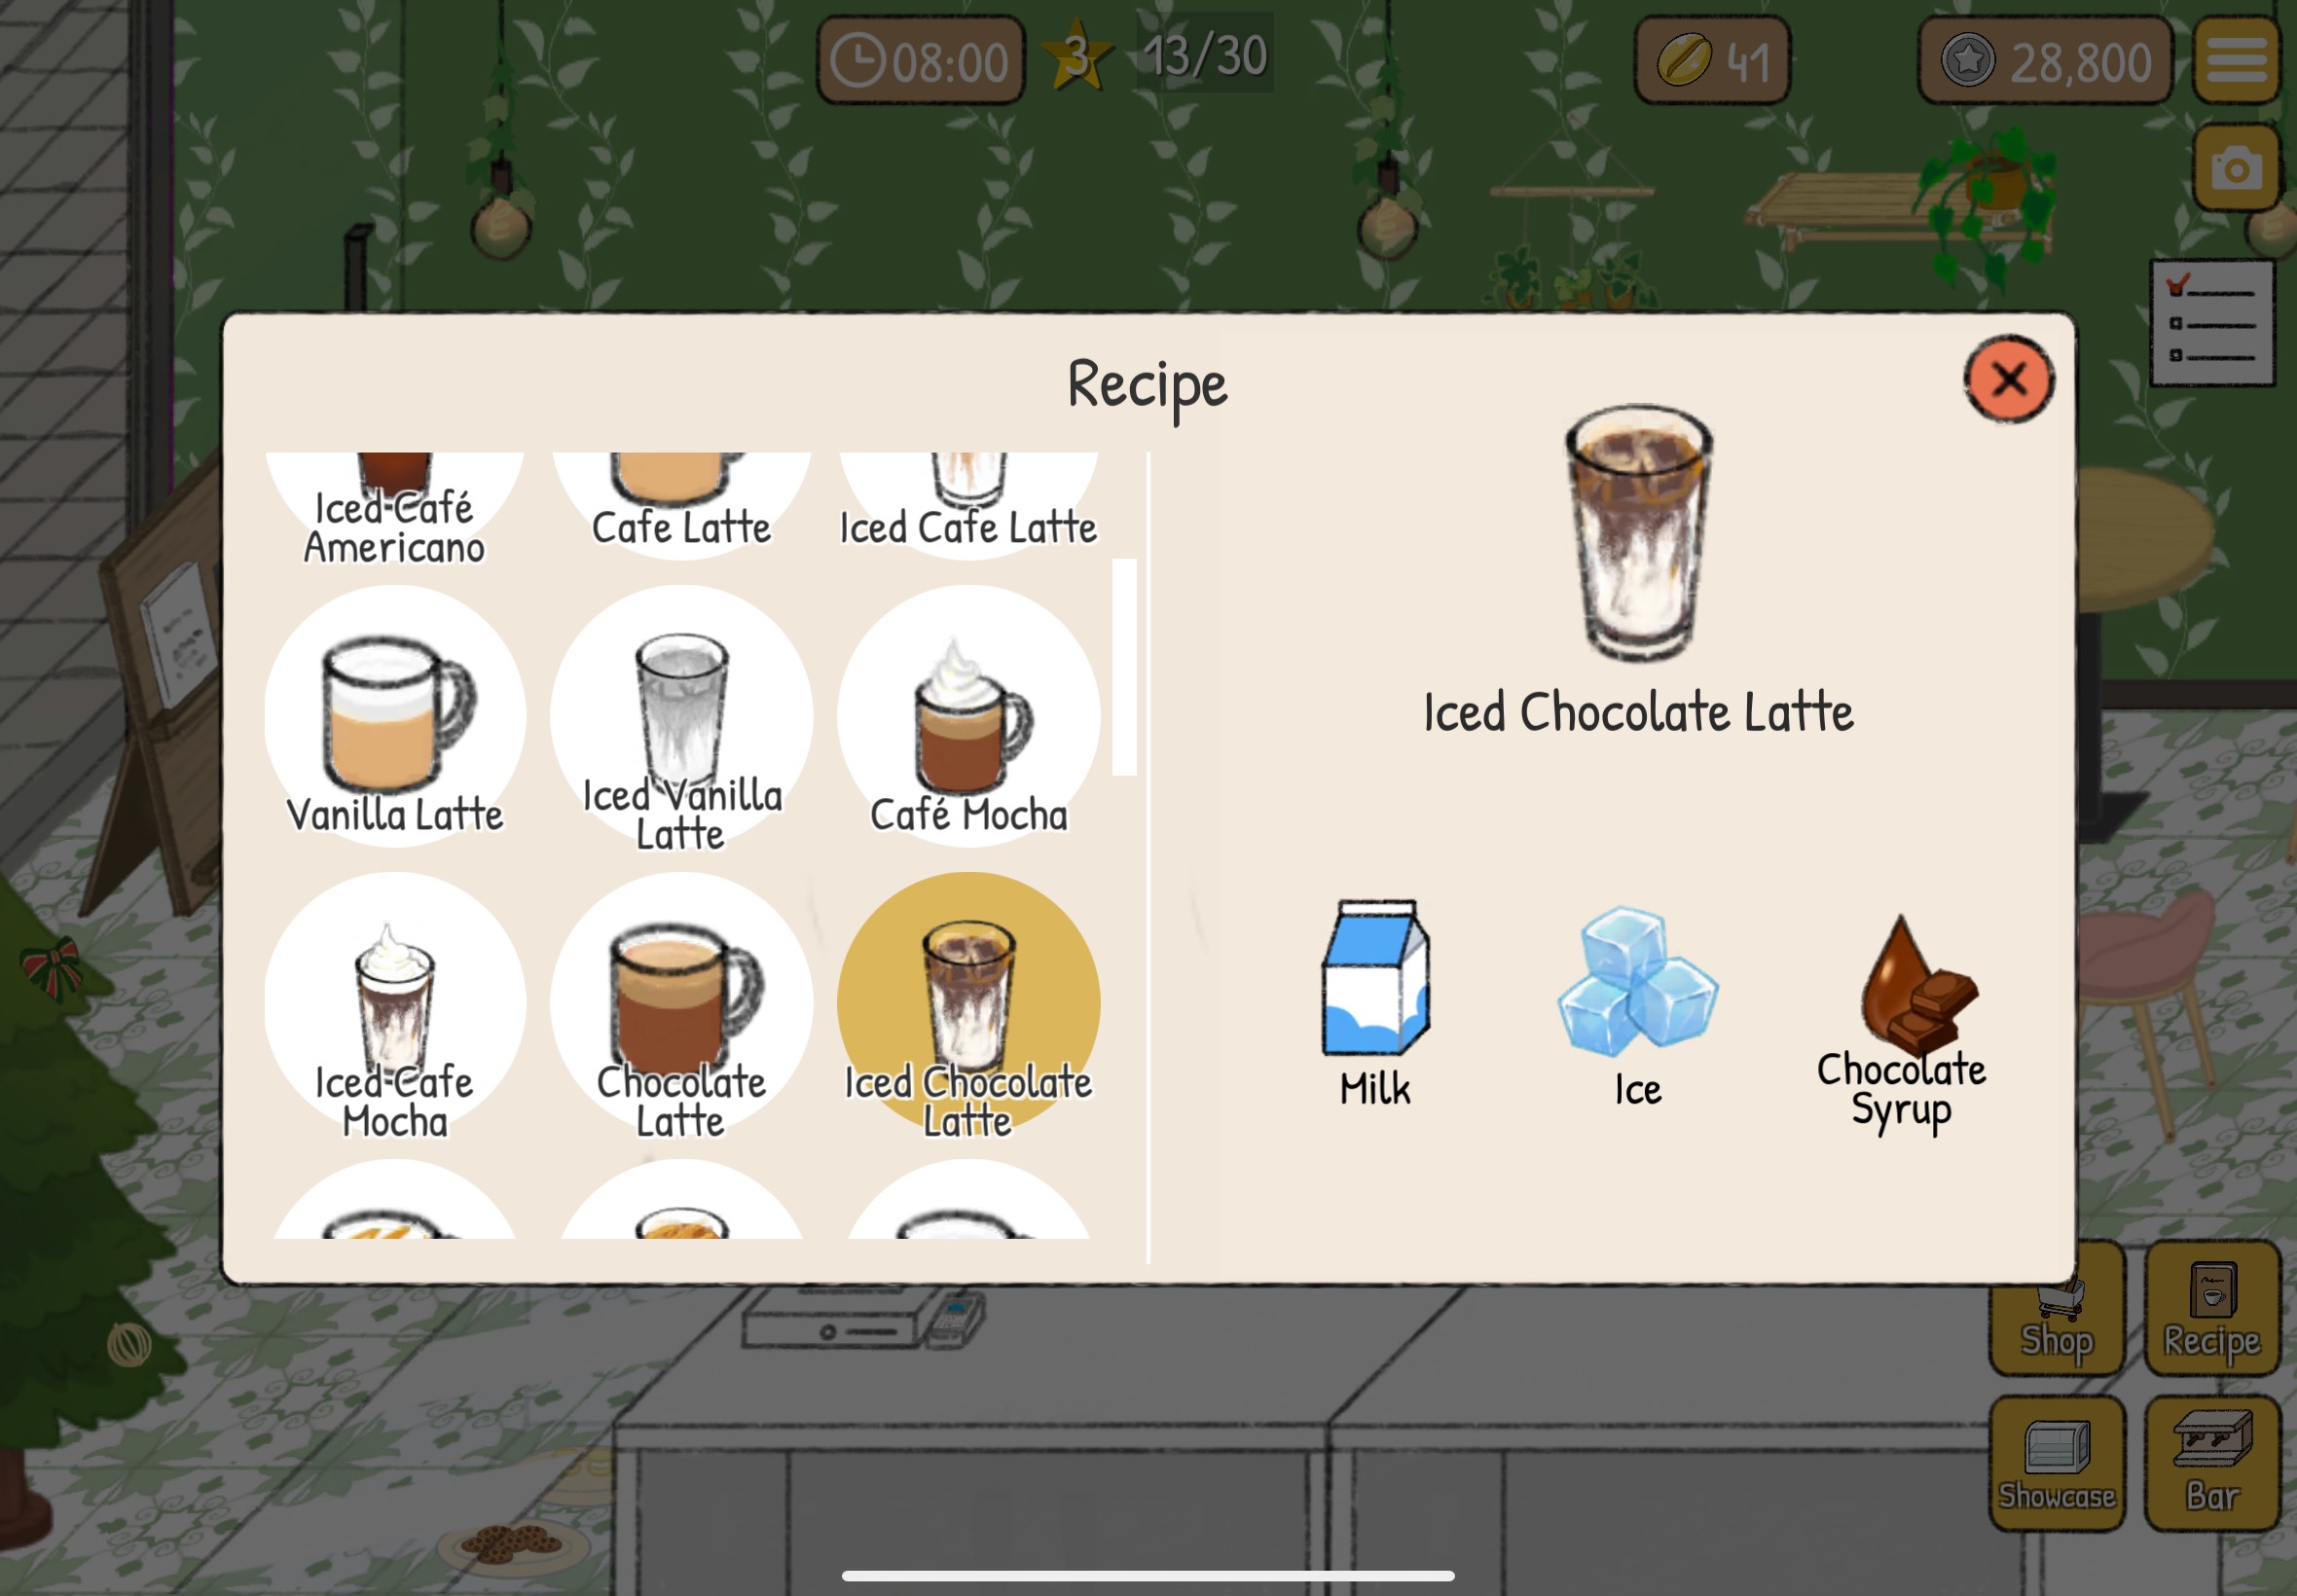 08:00
3
13/30
41
28,800
Recipe
Iced Café
Americano
Cafe Latte
Iced Cafe Latte
Vanilla Latte
Iced Vanilla
Latte
Café Mocha
Iced Cafe
Mocha
Chocolate
Latte
Iced Chocolate
Latte
Iced Chocolate Latte
Milk
Ice
Chocolate
Syrup
Shop
Recipe
Showcase
Bar